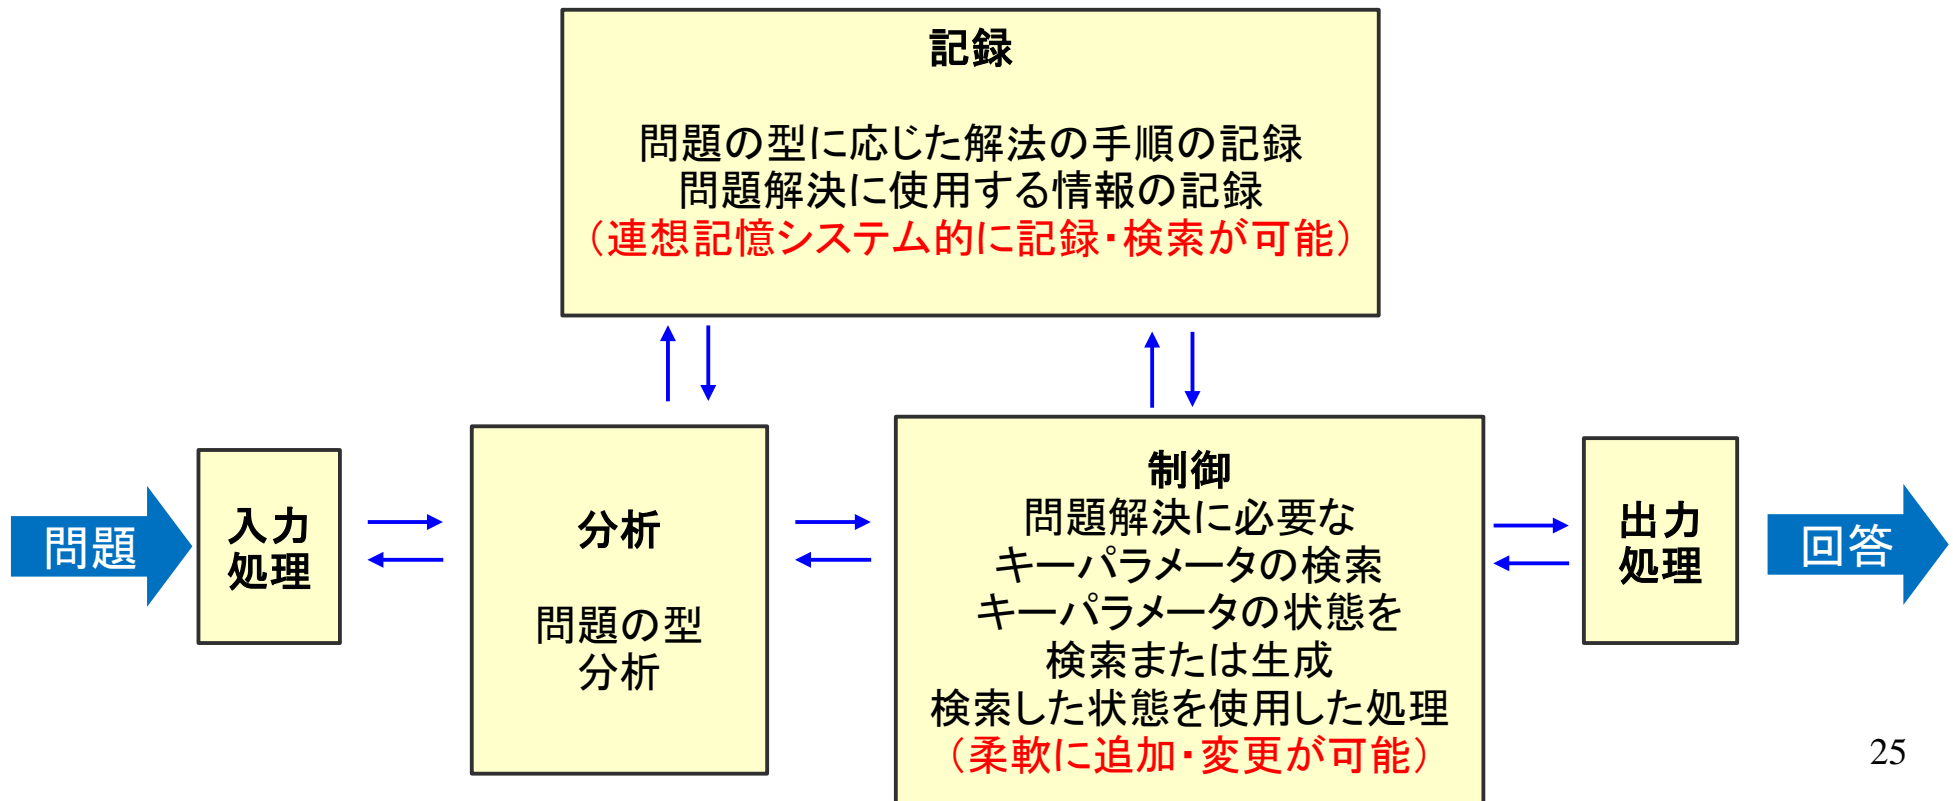 記録
問題の型に応じた解法の手順の記録
問題解決に使用する情報の記録
（連想記憶システム的に記録・検索が可能）
問題
入力
処理
分析
問題の型
分析
制御
問題解決に必要な
キーパラメータの検索
キーパラメータの状態を
検索または生成
検索した状態を使用した処理
（柔軟に追加・変更が可能）
出力
処理
回答
25